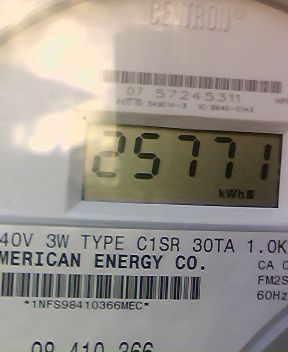 CENTRON®
07 57245311
25771
kWh
40V 3W TYPE C1SR 30TA 1.0K
MERICAN ENERGY CO.
CA 0
FM2S
60Hz
*1NFS98410366MEC*
98 410 366